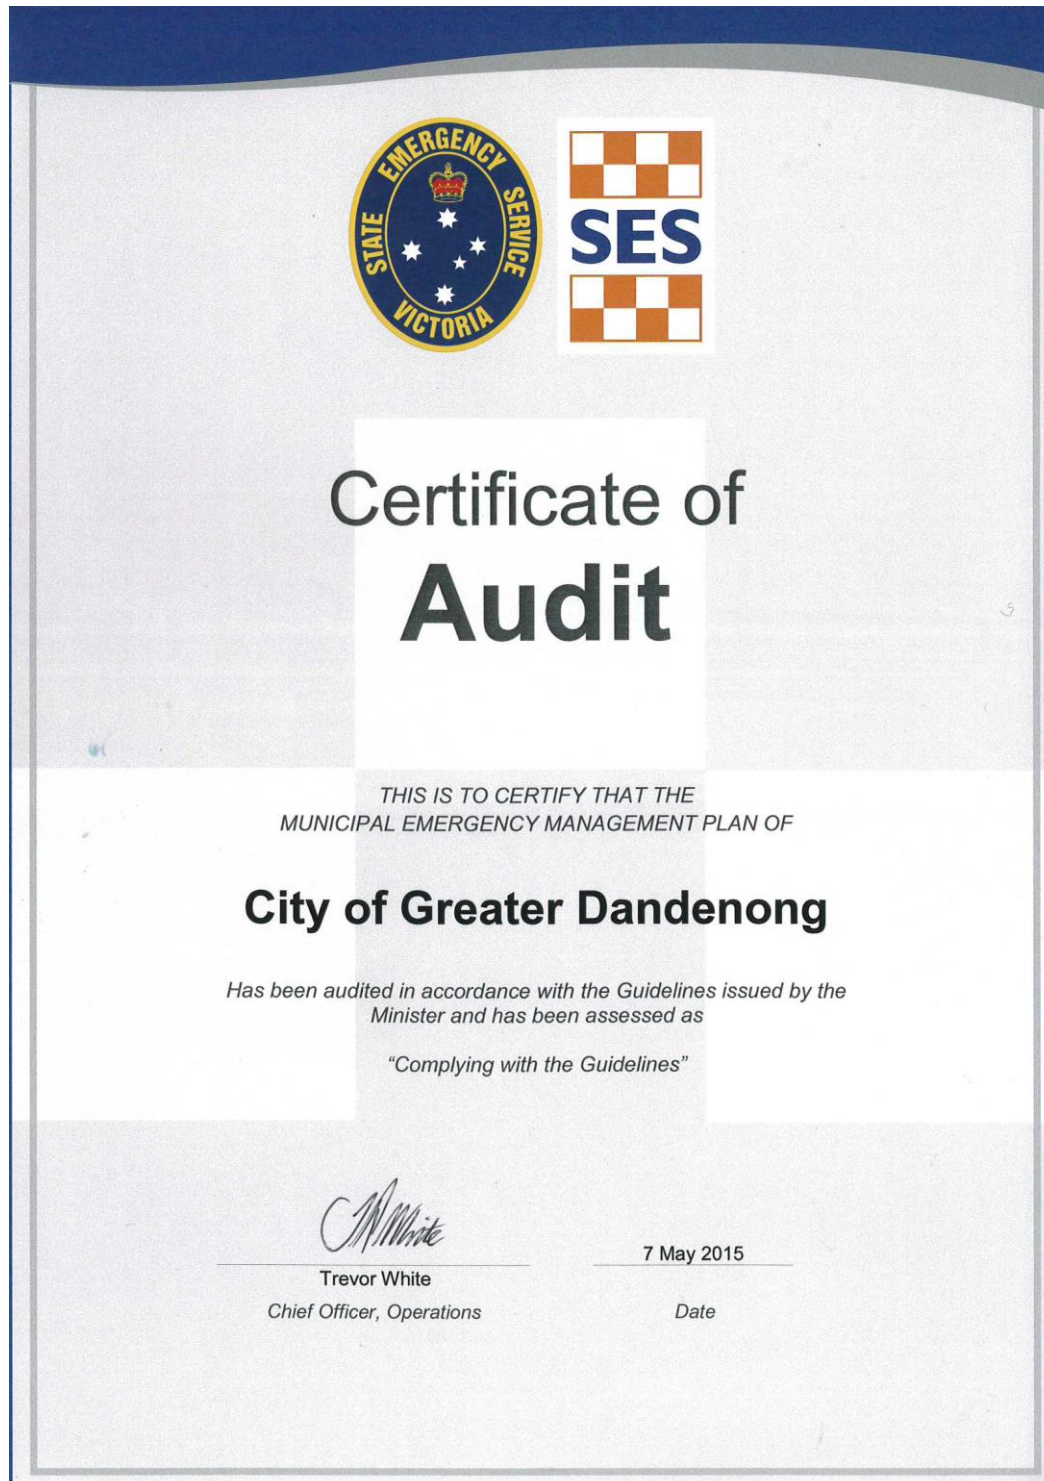 STATE EMERGENCY SERVICE
VICTORIA
SES
Certificate of
Audit
THIS IS TO CERTIFY THAT THE
MUNICIPAL EMERGENCY MANAGEMENT PLAN OF
City of Greater Dandenong
Has been audited in accordance with the Guidelines issued by the
Minister and has been assessed as
“Complying with the Guidelines”
TWhite
7 May 2015
Trevor White
Chief Officer, Operations
Date